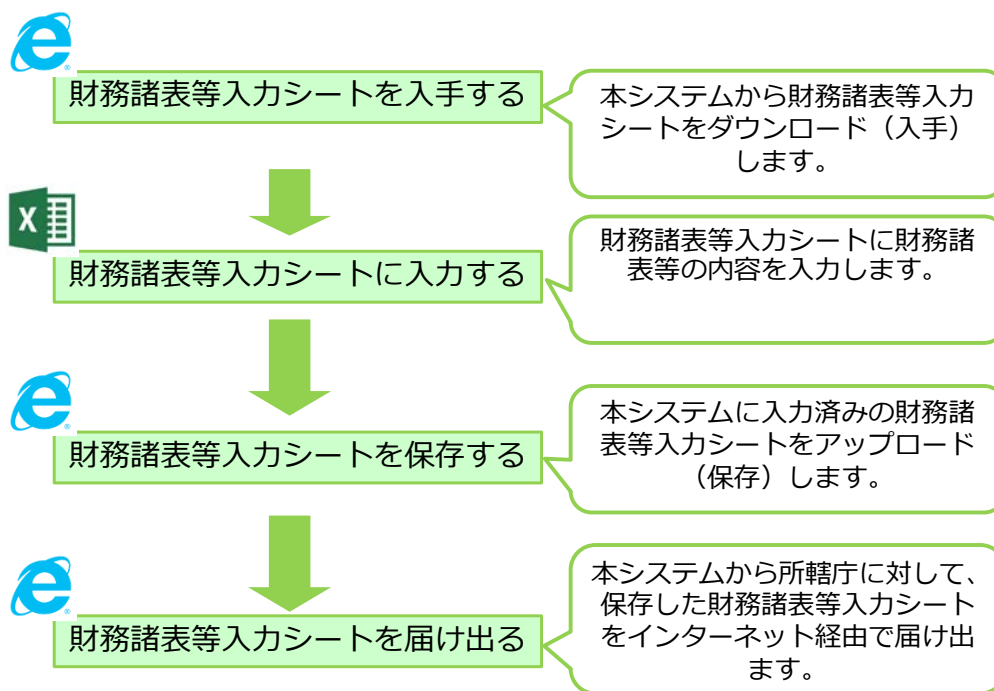 財務諸表等入力シートを入手する
本システムから財務諸表等入力
シートをダウンロード（入手）
します。
財務諸表等入力シートに入力する
財務諸表等入力シートに財務諸
表等の内容を入力します。
財務諸表等入力シートを保存する
本システムに入力済みの財務諸
表等入力シートをアップロード
（保存）します。
財務諸表等入力シートを届け出る
本システムから所轄庁に対して、
保存した財務諸表等入力シート
をインターネット経由で届け出
ます。